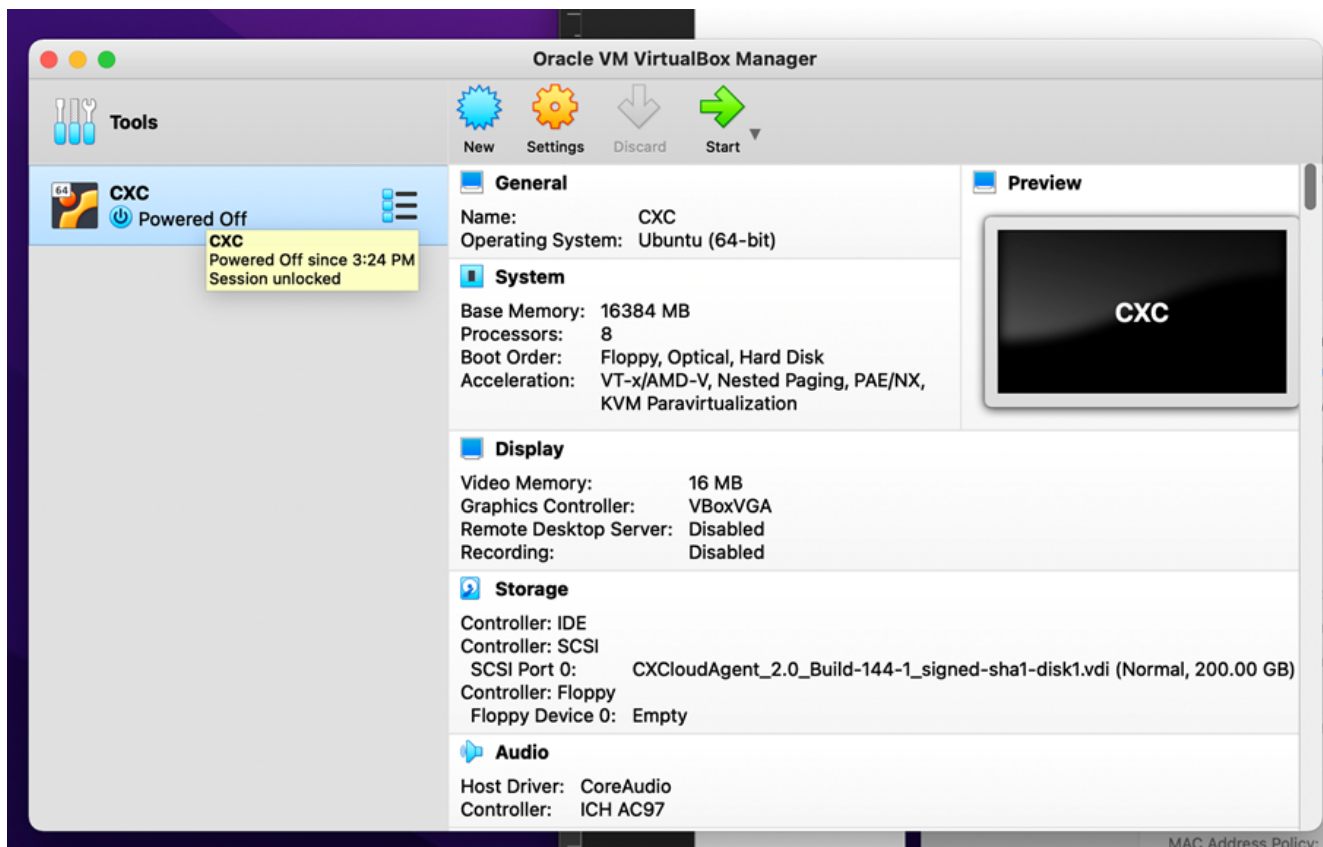 Oracle VM VirtualBox Manager
Tools
New
Settings
Discard
Start
64
CXC
Powered Off
CXC
Powered Off since 3:24 PM
Session unlocked
General
Name: CXC
Operating System: Ubuntu (64-bit)
Preview
CXC
System
Base Memory: 16384 MB
Processors: 8
Boot Order: Floppy, Optical, Hard Disk
Acceleration: VT-x/AMD-V, Nested Paging, PAE/NX,
KVM Paravirtualization
Display
Video Memory: 16 MB
Graphics Controller: VBoxVGA
Remote Desktop Server: Disabled
Recording: Disabled
Storage
Controller: IDE
Controller: SCSI
SCSI Port 0: CXCloudAgent_2.0_Build-144-1_signed-sha1-disk1.vdi (Normal, 200.00 GB)
Controller: Floppy
Floppy Device 0: Empty
Audio
Host Driver: CoreAudio
Controller: ICH AC97
MAC Address Policy: